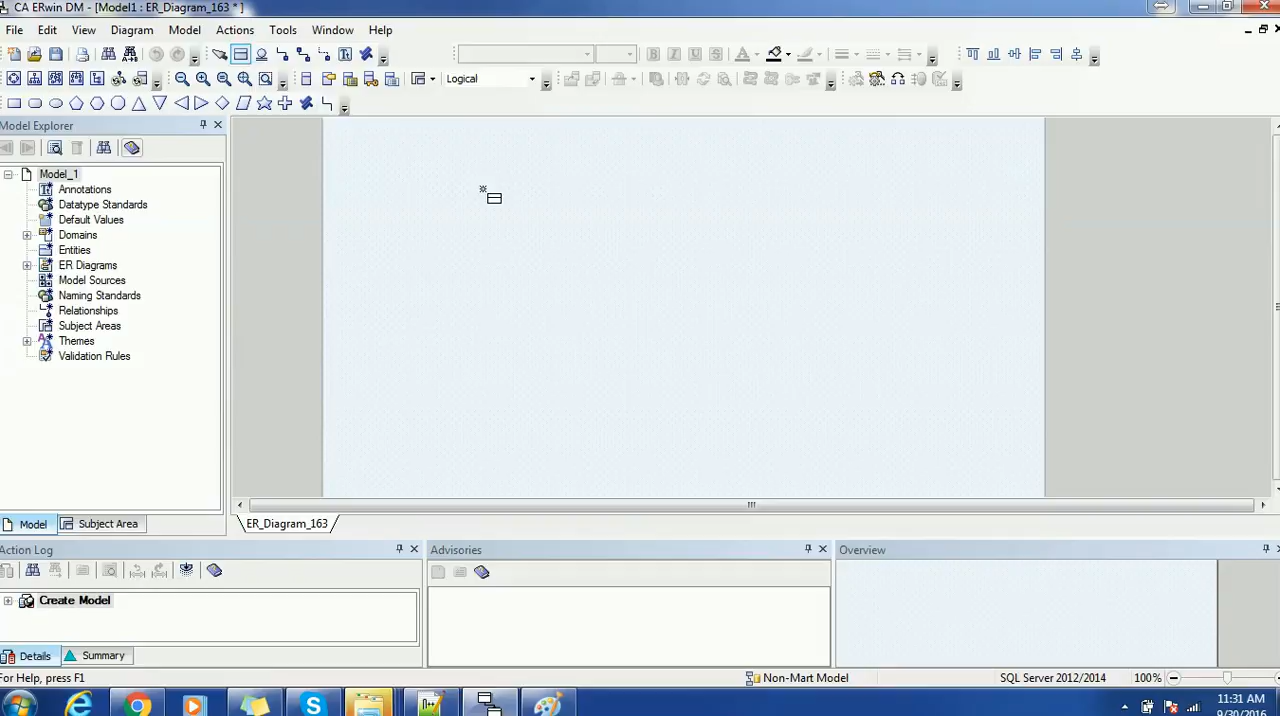 CA ERwin DM - [Model1 : ER_Diagram_163 * ]
File Edit View Diagram Model Actions Tools Window Help
B I U S A
Logical
Model Explorer
Model_1
Annotations
Datatype Standards
Default Values
Domains
Entities
ER Diagrams
Model Sources
Naming Standards
Relationships
Subject Areas
Themes
Validation Rules
Model Subject Area
ER_Diagram_163
Action Log
Advisories
Overview
Create Model
Details Summary
For Help, press F1
Non-Mart Model
SQL Server 2012/2014
100%
11:31 AM
9/30/2016